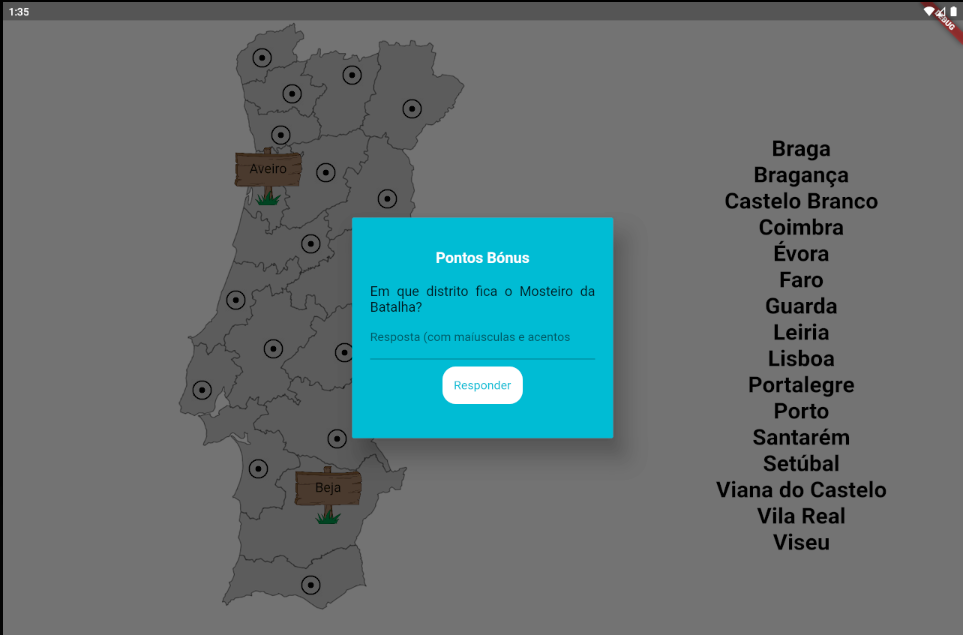 1:35
DEBUG
Aveiro
Pontos Bónus
Em que distrito fica o Mosteiro da
Batalha?
Resposta (com maíusculas e acentos
Responder
Beja
Braga
Bragança
Castelo Branco
Coimbra
Évora
Faro
Guarda
Leiria
Lisboa
Portalegre
Porto
Santarém
Setúbal
Viana do Castelo
Vila Real
Viseu